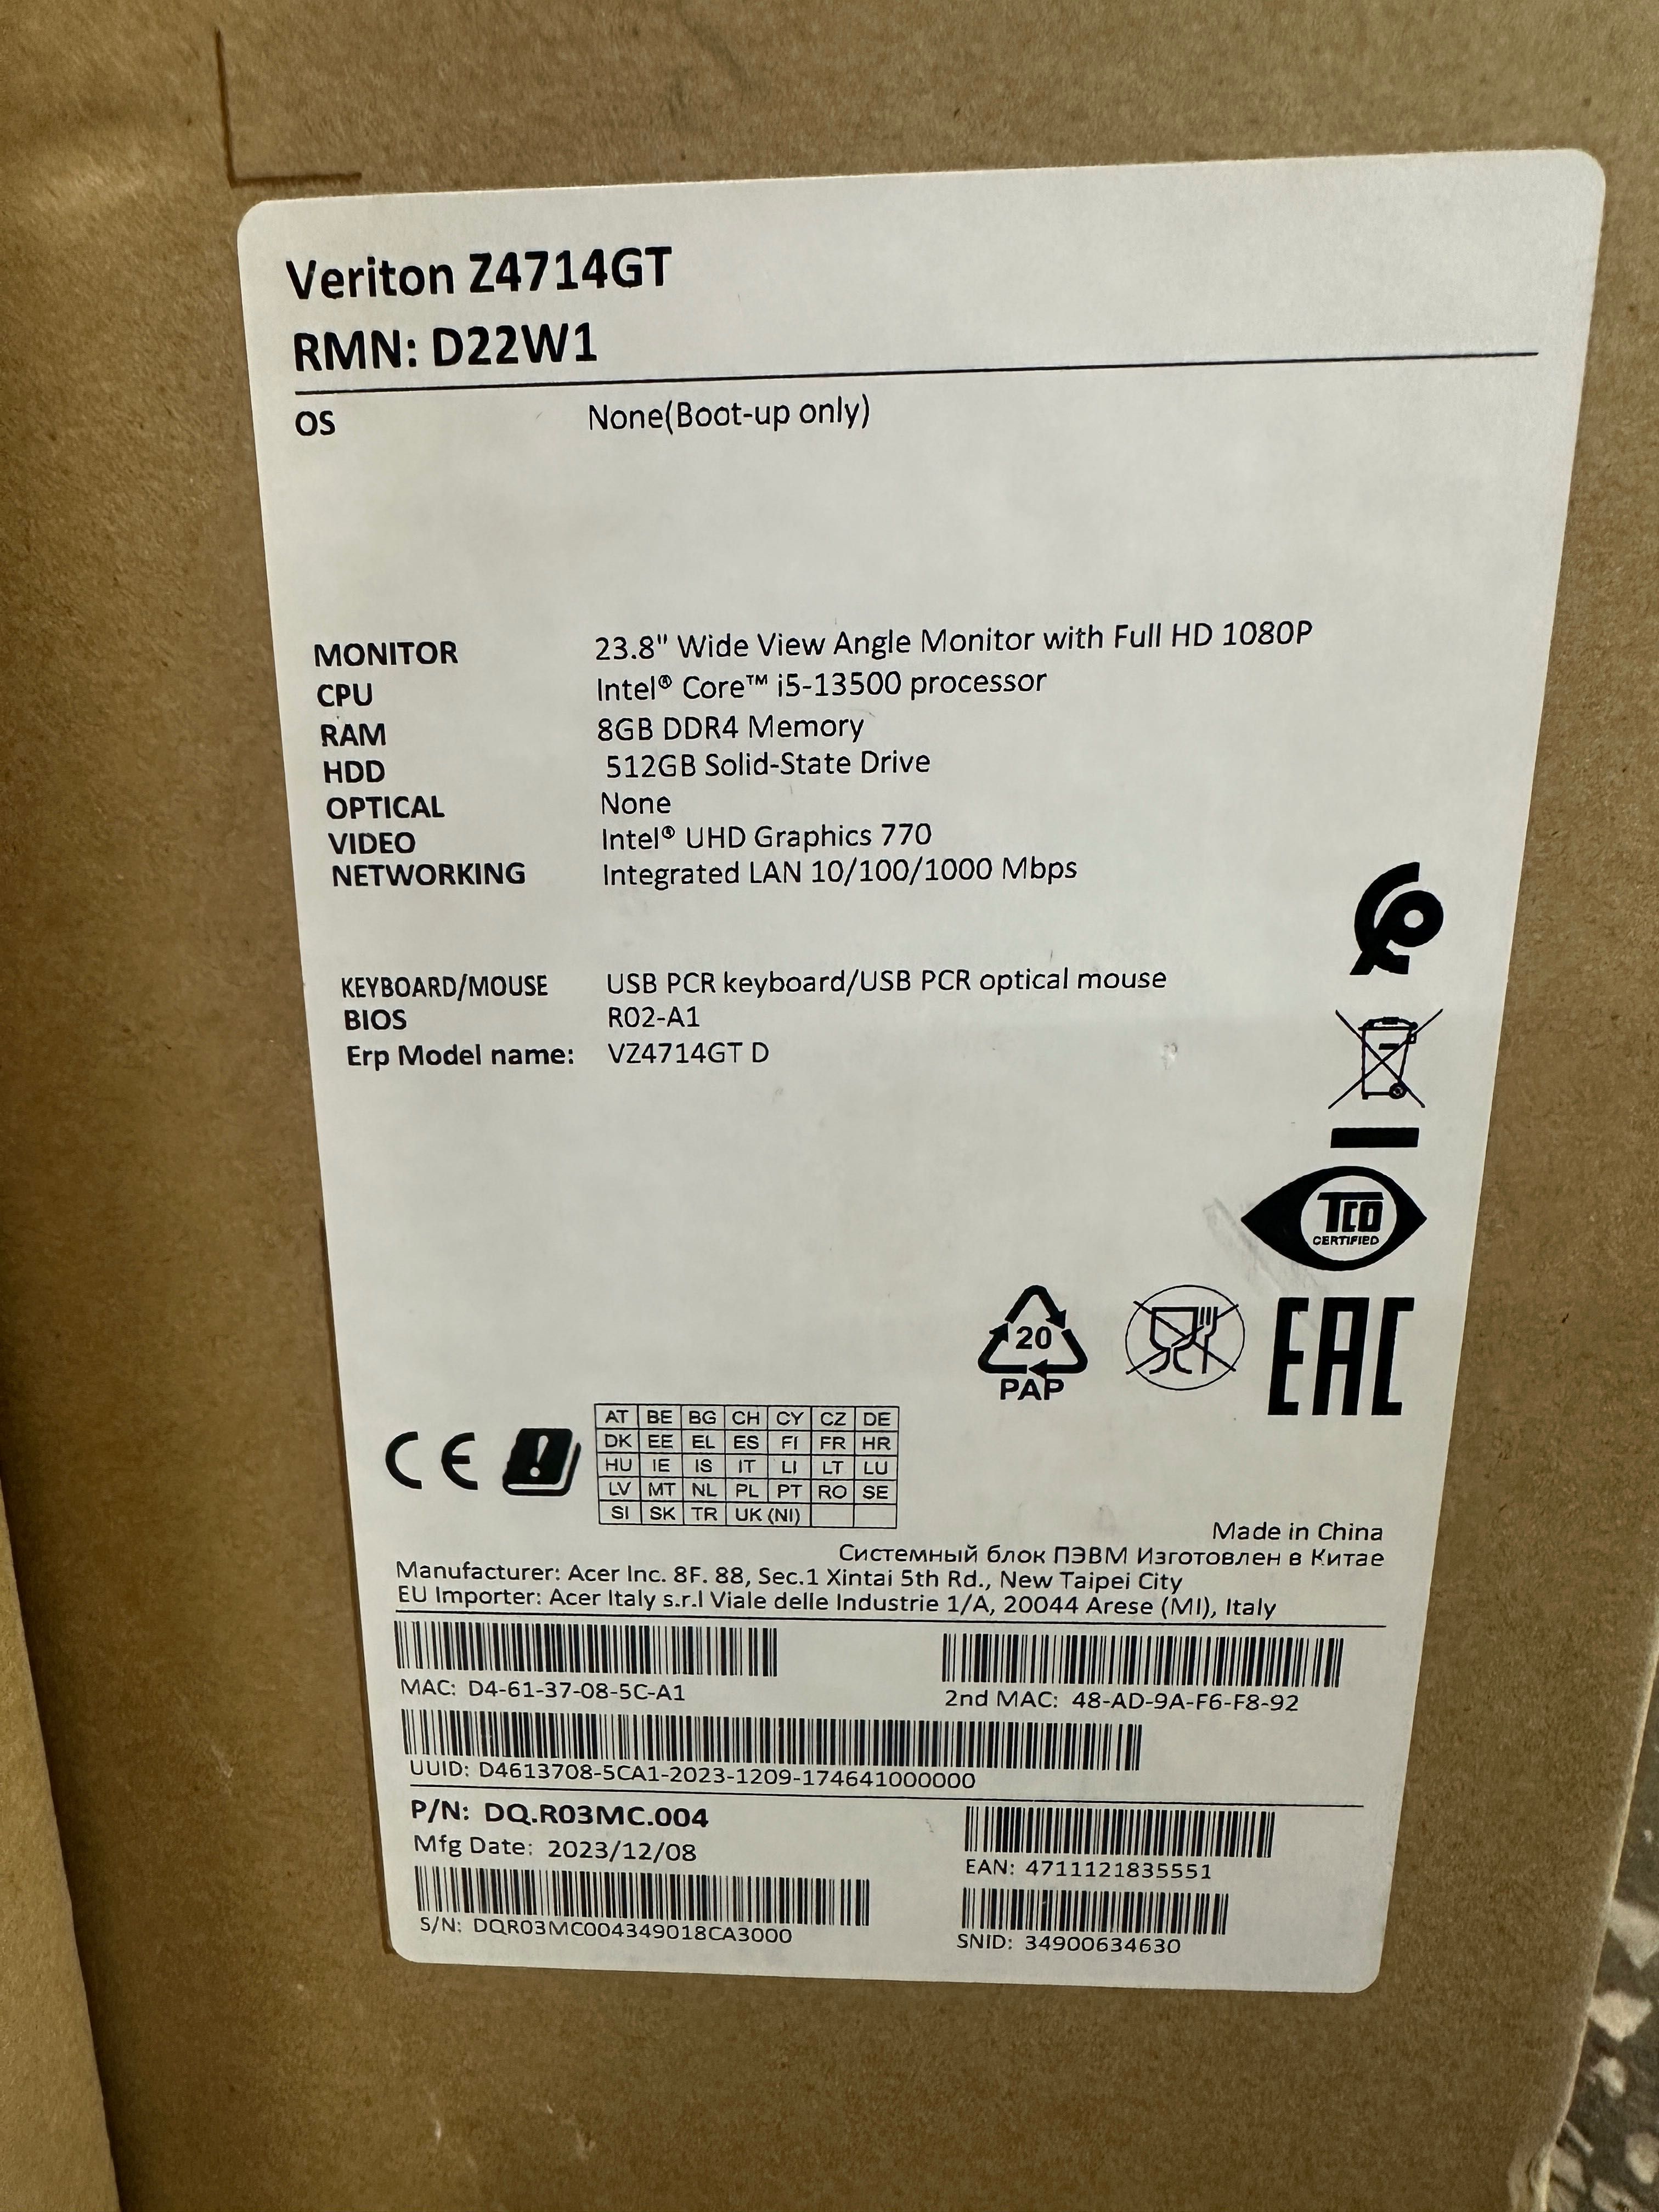 Veriton Z4714GT
RMN: D22W1
OS None(Boot-up only)
MONITOR 23.8" Wide View Angle Monitor with Full HD 1080P
CPU Intel® Core™ i5-13500 processor
RAM 8GB DDR4 Memory
HDD 512GB Solid-State Drive
OPTICAL None
VIDEO Intel® UHD Graphics 770
NETWORKING Integrated LAN 10/100/1000 Mbps
KEYBOARD/MOUSE USB PCR keyboard/USB PCR optical mouse
BIOS R02-A1
Erp Model name: VZ4714GT D
TCO
CERTIFIED
20
PAP
EAC
CE
AT BE BG CH CY CZ DE
DK EE EL ES FI FR HR
HU IE IS IT LI LT LU
LV MT NL PL PT RO SE
SI SK TR UK (NI)
Made in China
Системный блок ПЭВМ Изготовлен в Китае
Manufacturer: Acer Inc. 8F. 88, Sec.1 Xintai 5th Rd., New Taipei City
EU Importer: Acer Italy s.r.l Viale delle Industrie 1/A, 20044 Arese (MI), Italy
MAC: D4-61-37-08-5C-A1
2nd MAC: 48-AD-9A-F6-F8-92
UUID: D4613708-5CA1-2023-1209-174641000000
P/N: DQ.R03MC.004
Mfg Date: 2023/12/08
EAN: 4711121835551
S/N: DQR03MC004349018CA3000
SNID: 34900634630